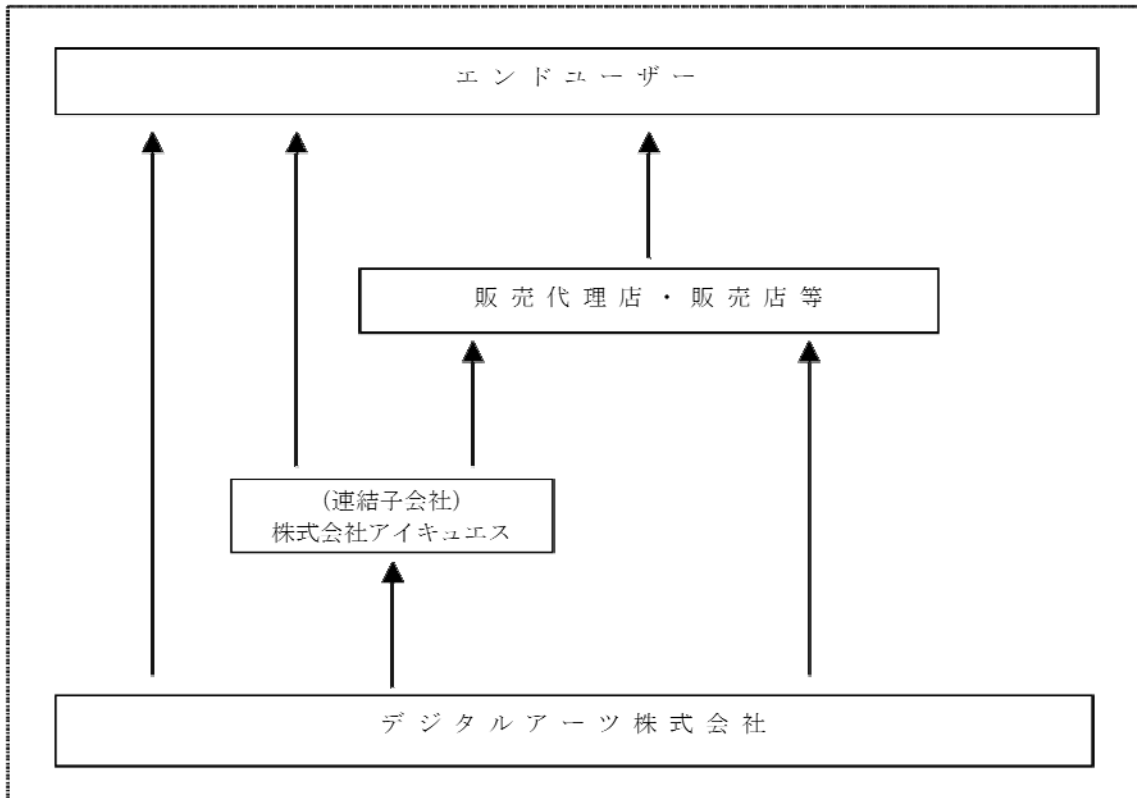 エンドユーザー
販売代理店・販売店等
(連結子会社)
株式会社アイキュエス
デジタルアーツ株式会社